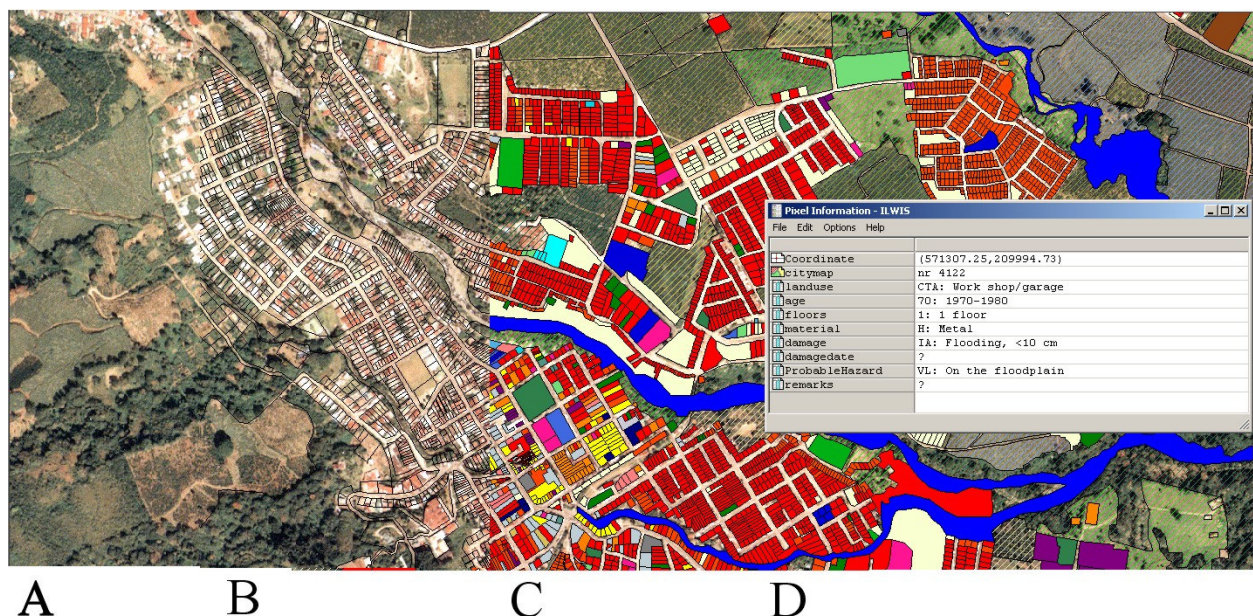 Pixel Information - ILWIS
File Edit Options Help
Coordinate (571307.25,209994.73)
citymap nr 4122
landuse CTA: Work shop/garage
age 70: 1970-1980
floors 1: 1 floor
material H: Metal
damage IA: Flooding, <10 cm
damagedate ?
ProbableHazard VL: On the floodplain
remarks ?
A B C D